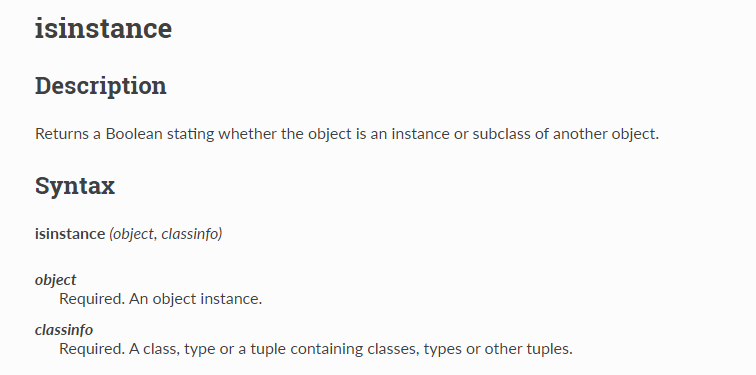 isinstance
Description
Returns a Boolean stating whether the object is an instance or subclass of another object.
Syntax
isinstance (object, classinfo)
object
Required. An object instance.
classinfo
Required. A class, type or a tuple containing classes, types or other tuples.